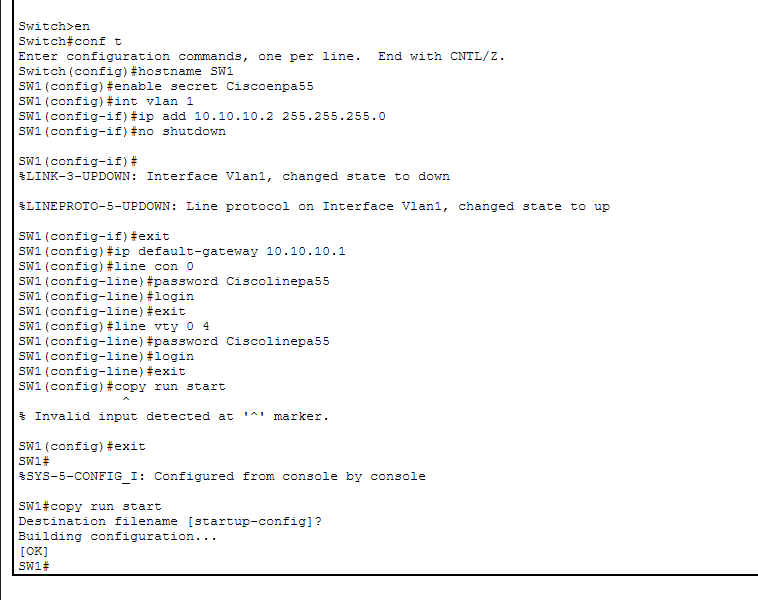 Switch>en
Switch#conf t
Enter configuration commands, one per line.  End with CNTL/Z.
Switch(config)#hostname SW1
SW1(config)#enable secret Ciscoenpa55
SW1(config)#int vlan 1
SW1(config-if)#ip add 10.10.10.2 255.255.255.0
SW1(config-if)#no shutdown

SW1(config-if)#
%LINK-3-UPDOWN: Interface Vlan1, changed state to down

%LINEPROTO-5-UPDOWN: Line protocol on Interface Vlan1, changed state to up

SW1(config-if)#exit
SW1(config)#ip default-gateway 10.10.10.1
SW1(config)#line con 0
SW1(config-line)#password Ciscolinepa55
SW1(config-line)#login
SW1(config-line)#exit
SW1(config)#line vty 0 4
SW1(config-line)#password Ciscolinepa55
SW1(config-line)#login
SW1(config-line)#exit
SW1(config)#copy run start
             ^
% Invalid input detected at '^' marker.

SW1(config)#exit
SW1#
%SYS-5-CONFIG_I: Configured from console by console

SW1#copy run start
Destination filename [startup-config]?
Building configuration...
[OK]
SW1#